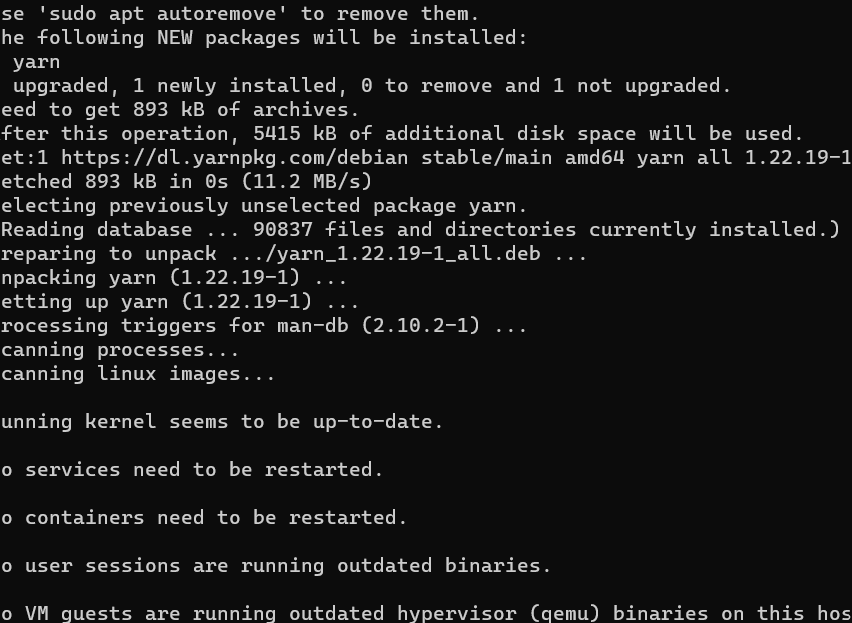 se 'sudo apt autoremove' to remove them.
he following NEW packages will be installed:
yarn
upgraded, 1 newly installed, 0 to remove and 1 not upgraded.
eed to get 893 kB of archives.
fter this operation, 5415 kB of additional disk space will be used.
et:1 https://dl.yarnpkg.com/debian stable/main amd64 yarn all 1.22.19-1
etched 893 kB in 0s (11.2 MB/s)
electing previously unselected package yarn.
Reading database ... 90837 files and directories currently installed.)
reparing to unpack .../yarn_1.22.19-1_all.deb ...
npacking yarn (1.22.19-1) ...
etting up yarn (1.22.19-1) ...
rocessing triggers for man-db (2.10.2-1) ...
canning processes...
canning linux images...
unning kernel seems to be up-to-date.
o services need to be restarted.
o containers need to be restarted.
o user sessions are running outdated binaries.
o VM guests are running outdated hypervisor (qemu) binaries on this hos